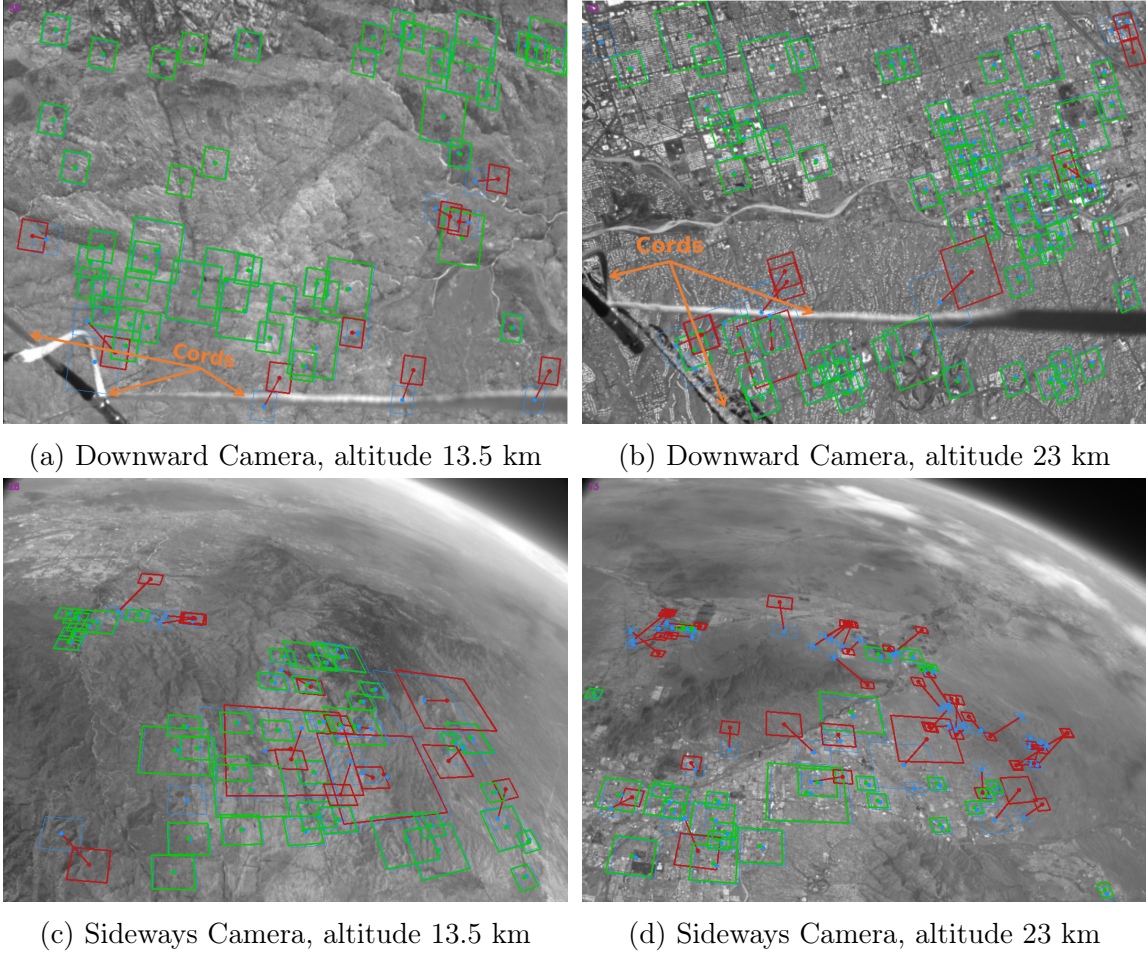 Cords
Cords
(a) Downward Camera, altitude 13.5 km
(b) Downward Camera, altitude 23 km
(c) Sideways Camera, altitude 13.5 km
(d) Sideways Camera, altitude 23 km